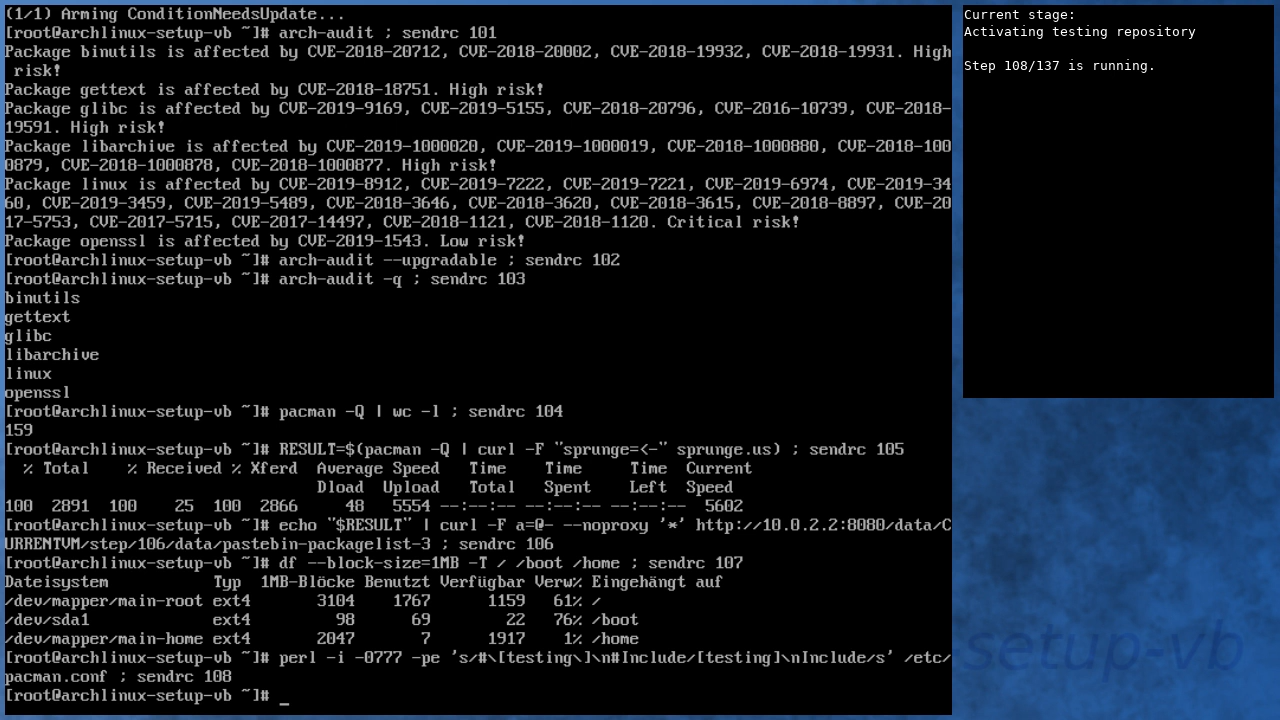 (1/1) Arming ConditionNeedsUpdate...
[root@archlinux-setup-vb ~]# arch-audit ; sendrc 101
Package binutils is affected by CVE-2018-20712, CVE-2018-20002, CVE-2018-19932, CVE-2018-19931. High
 risk!
Package gettext is affected by CVE-2018-18751. High risk!
Package glibc is affected by CVE-2019-9169, CVE-2019-5155, CVE-2018-20796, CVE-2016-10739, CVE-2018-
19591. High risk!
Package libarchive is affected by CVE-2019-1000020, CVE-2019-1000019, CVE-2018-1000880, CVE-2018-100
0879, CVE-2018-1000878, CVE-2018-1000877. High risk!
Package linux is affected by CVE-2019-8912, CVE-2019-7222, CVE-2019-7221, CVE-2019-6974, CVE-2019-34
60, CVE-2019-3459, CVE-2019-5489, CVE-2018-3646, CVE-2018-3620, CVE-2018-3615, CVE-2018-8897, CVE-20
17-5753, CVE-2017-5715, CVE-2017-14497, CVE-2018-1121, CVE-2018-1120. Critical risk!
Package openssl is affected by CVE-2019-1543. Low risk!
[root@archlinux-setup-vb ~]# arch-audit --upgradable ; sendrc 102
[root@archlinux-setup-vb ~]# arch-audit -q ; sendrc 103
binutils
gettext
glibc
libarchive
linux
openssl
[root@archlinux-setup-vb ~]# pacman -Q | wc -l ; sendrc 104
159
[root@archlinux-setup-vb ~]# RESULT=$(pacman -Q | curl -F "sprunge=<-" sprunge.us) ; sendrc 105
  % Total    % Received % Xferd  Average Speed   Time    Time     Time  Current
                                 Dload  Upload   Total   Spent    Left  Speed
100  2891  100    25  100  2866     48   5554 --:--:-- --:--:-- --:--:--  5602
[root@archlinux-setup-vb ~]# echo "$RESULT" | curl -F a=@- --noproxy '*' http://10.0.2.2:8080/data/C
URRENTVM/step/106/data/pastebin-packagelist-3 ; sendrc 106
[root@archlinux-setup-vb ~]# df --block-size=1MB -T / /boot /home ; sendrc 107
Dateisystem           Typ  1MB-Blöcke Benutzt Verfügbar Verw% Eingehängt auf
/dev/mapper/main-root ext4       3104    1767      1159   61% /
/dev/sda1             ext4         98      69        22   76% /boot
/dev/mapper/main-home ext4       2047       7      1917    1% /home
[root@archlinux-setup-vb ~]# perl -i -0777 -pe 's/#\[testing\]\n#Include/[testing]\nInclude/s' /etc/
pacman.conf ; sendrc 108
[root@archlinux-setup-vb ~]# _
Current stage:
Activating testing repository
Step 108/137 is running.
setup-vb